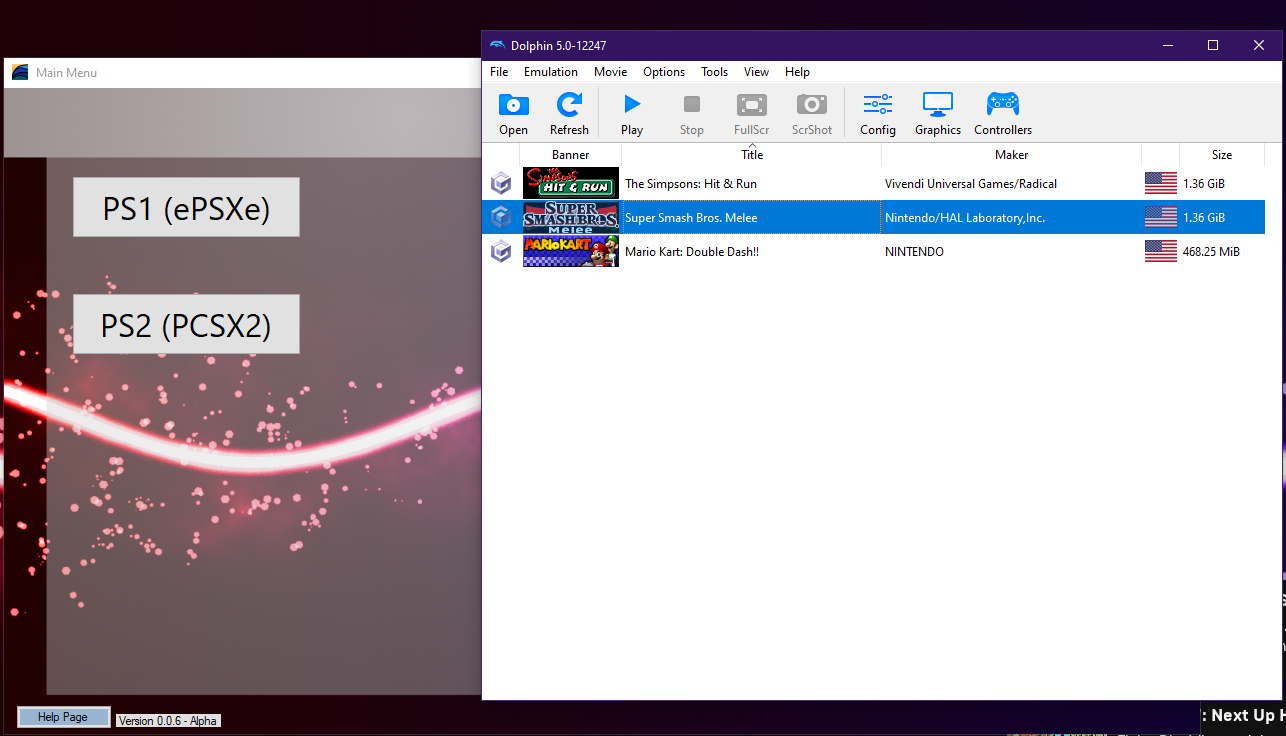 Main Menu
PS1 (ePSXe)
PS2 (PCSX2)
Help Page
Version 0.0.6 - Alpha
Dolphin 5.0-12247
File Emulation Movie Options Tools View Help
Open Refresh Play Stop FullScr ScrShot Config Graphics Controllers
Banner Title Maker Size
The Simpsons HIT & RUN The Simpsons: Hit & Run Vivendi Universal Games/Radical 1.36 GiB
SUPER SMASH BROS. Melee Super Smash Bros. Melee Nintendo/HAL Laboratory,Inc. 1.36 GiB
MARIOKART Mario Kart: Double Dash!! NINTENDO 468.25 MiB
: Next Up